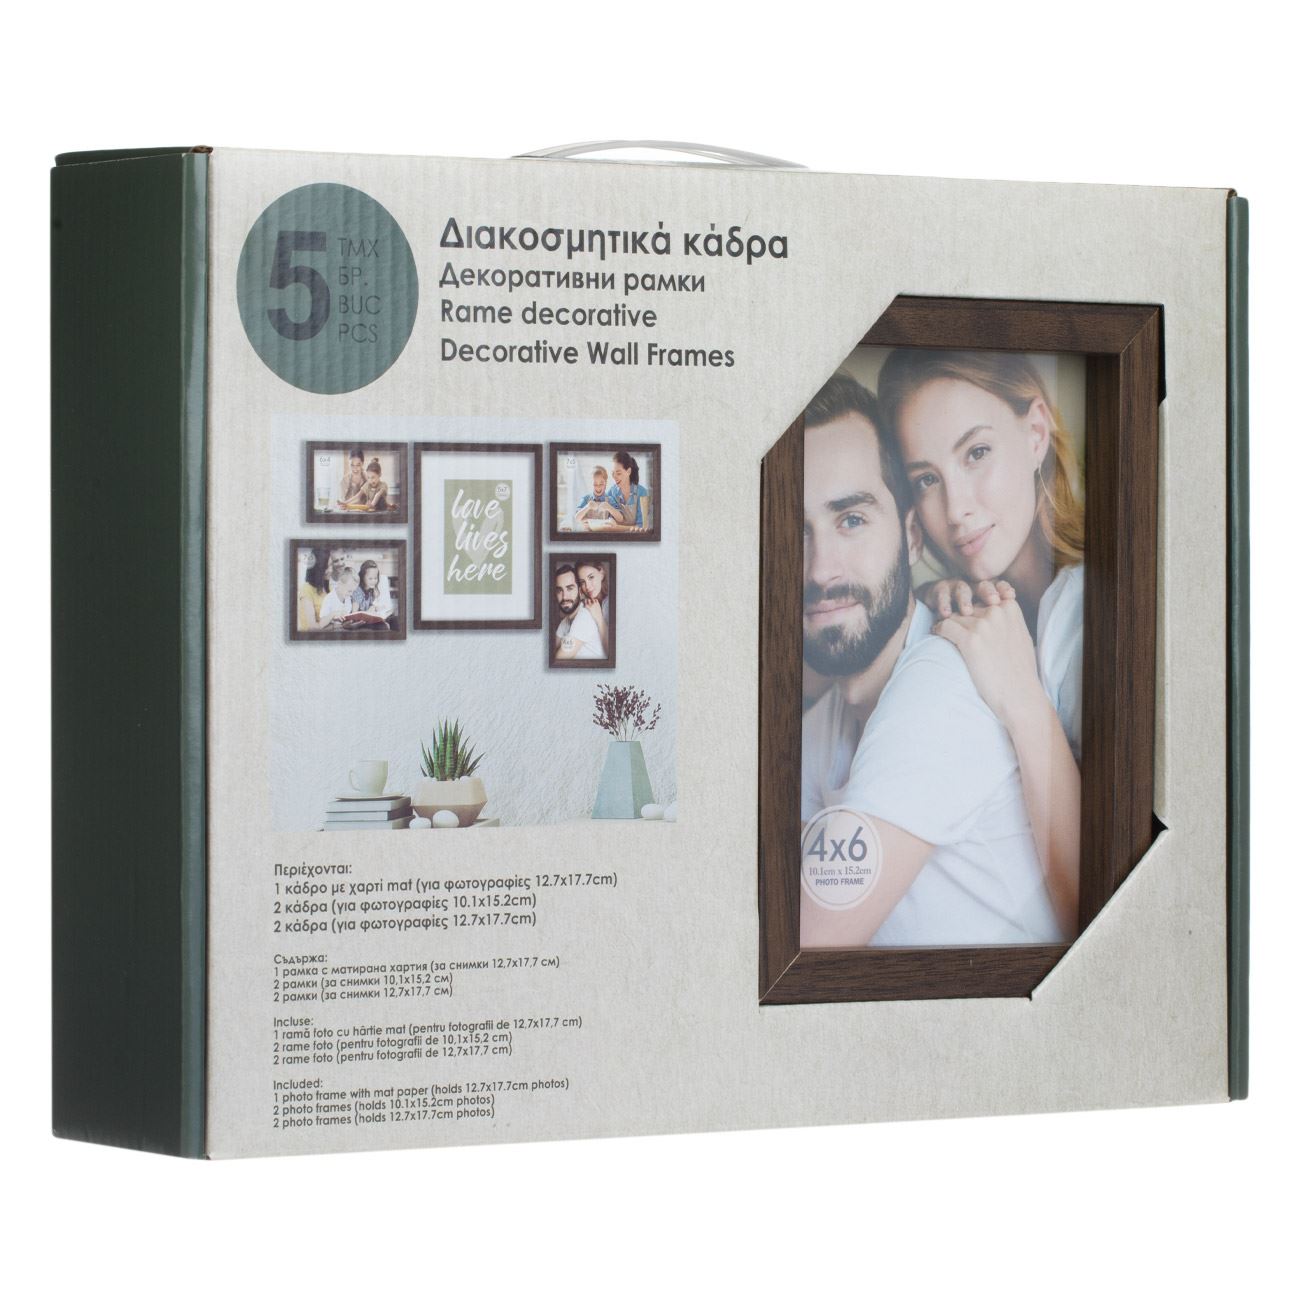 5
ΤΜΧ
БР.
BUC
PCS
Διακοσμητικά κάδρα
Декоративни рамки
Rame decorative
Decorative Wall Frames
6x4
love
lives
here
5x7
7x5
4x6
4x6
10.1cm x 15.2cm
PHOTO FRAME
Περιέχονται:
1 κάδρο με χαρτί mat (για φωτογραφίες 12.7x17.7cm)
2 κάδρα (για φωτογραφίες 10.1x15.2cm)
2 κάδρα (για φωτογραφίες 12.7x17.7cm)
Съдържа:
1 рамка с матирана хартия (за снимки 12,7x17,7 см)
2 рамки (за снимки 10,1x15,2 см)
2 рамки (за снимки 12,7x17,7 см)
Incluse:
1 ramă foto cu hârtie mat (pentru fotografii de 12,7x17,7 cm)
2 rame foto (pentru fotografii de 10,1x15,2 cm)
2 rame foto (pentru fotografii de 12,7x17,7 cm)
Included:
1 photo frame with mat paper (holds 12.7x17.7cm photos)
2 photo frames (holds 10.1x15.2cm photos)
2 photo frames (holds 12.7x17.7cm photos)